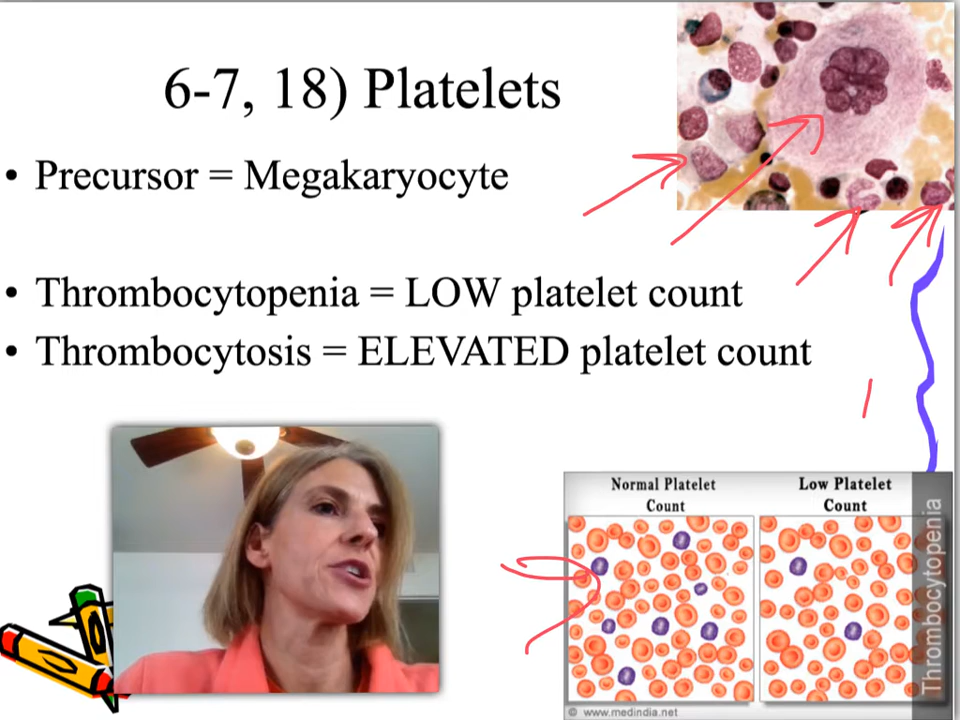 6-7, 18) Platelets
• Precursor = Megakaryocyte
• Thrombocytopenia = LOW platelet count
• Thrombocytosis = ELEVATED platelet count
Normal Platelet
Count
Low Platelet
Count
Thrombocytopenia
© www.medindia.net